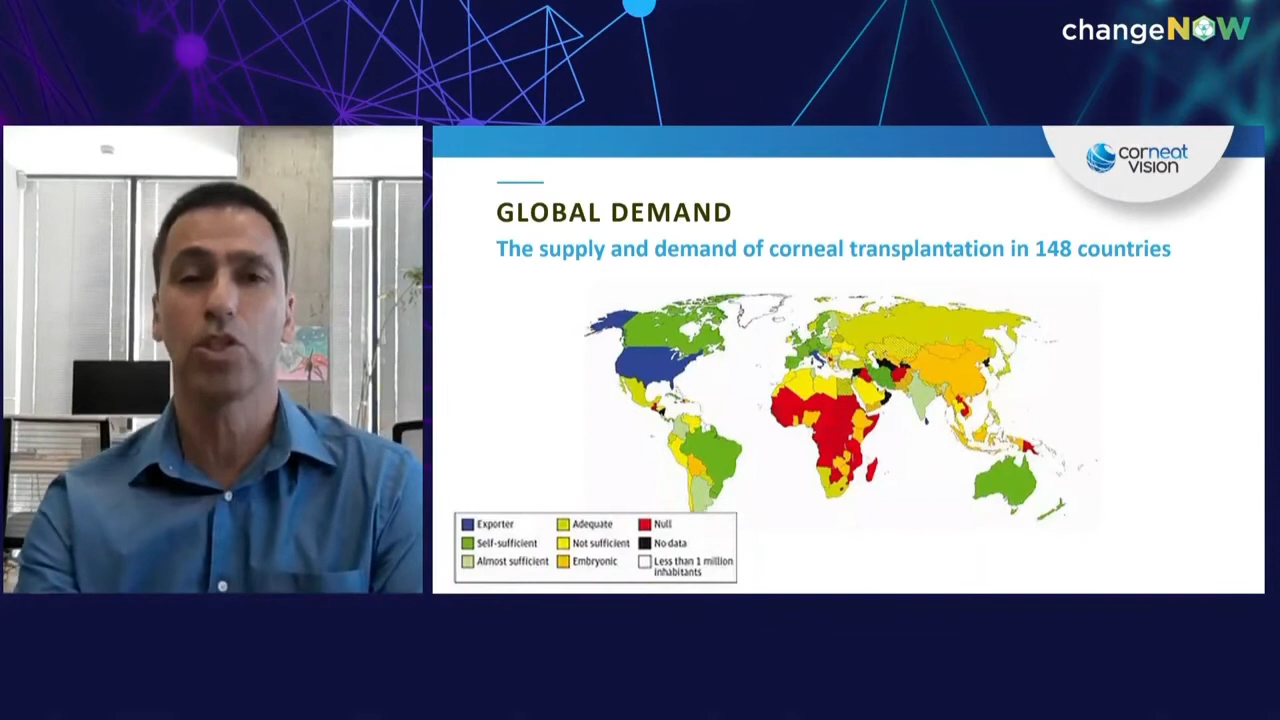 changeNOW
corneat
vision
GLOBAL DEMAND
The supply and demand of corneal transplantation in 148 countries
Exporter
Self-sufficient
Almost sufficient
Adequate
Not sufficient
Embryonic
Null
No data
Less than 1 million
inhabitants